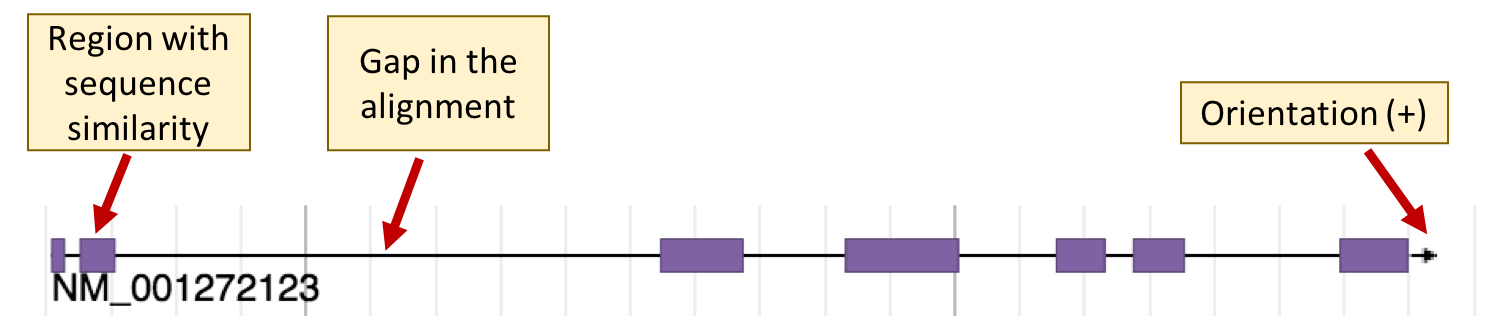 Region with
sequence
similarity
Gap in the
alignment
Orientation (+)
NM_001272123